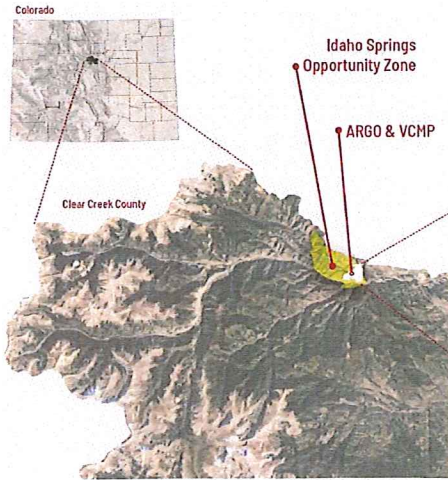 Colorado
Idaho Springs
Opportunity Zone
ARGO & VCMP
Clear Creek County